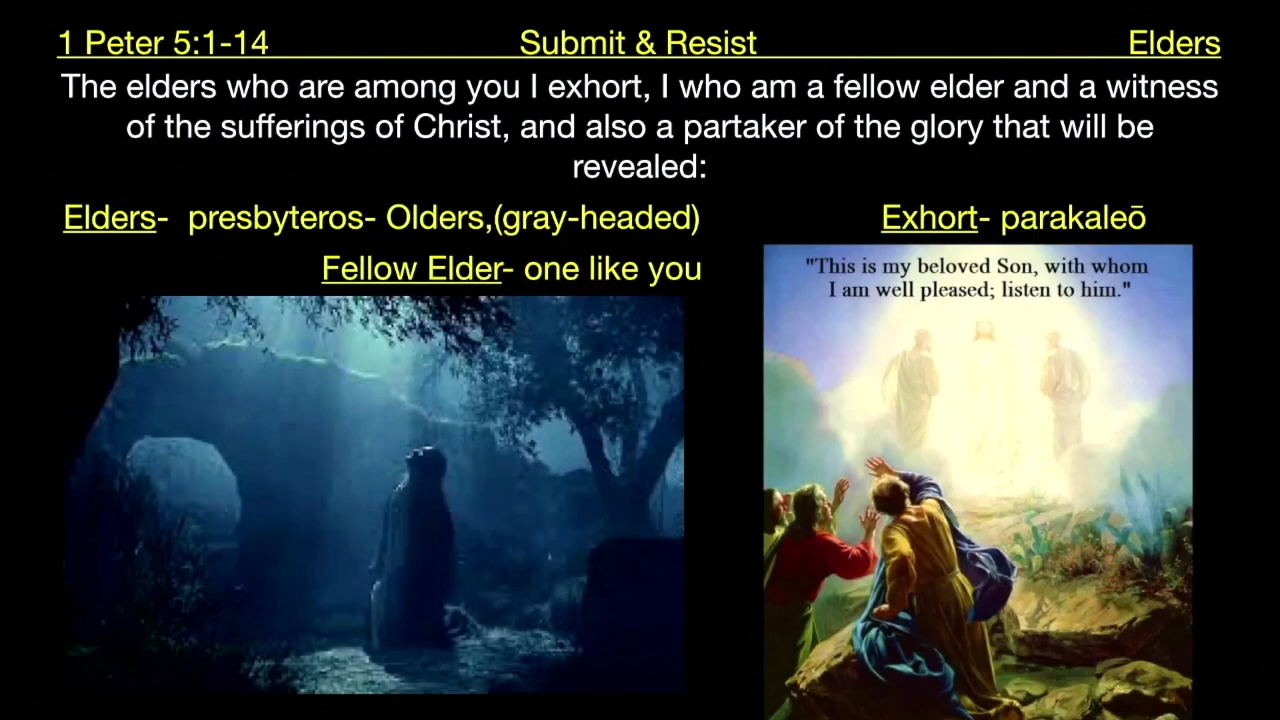 1 Peter 5:1-14 Submit & Resist Elders
The elders who are among you I exhort, I who am a fellow elder and a witness
of the sufferings of Christ, and also a partaker of the glory that will be
revealed:
Elders- presbyteros- Olders,(gray-headed) Exhort- parakaleō
Fellow Elder- one like you
"This is my beloved Son, with whom
I am well pleased; listen to him."